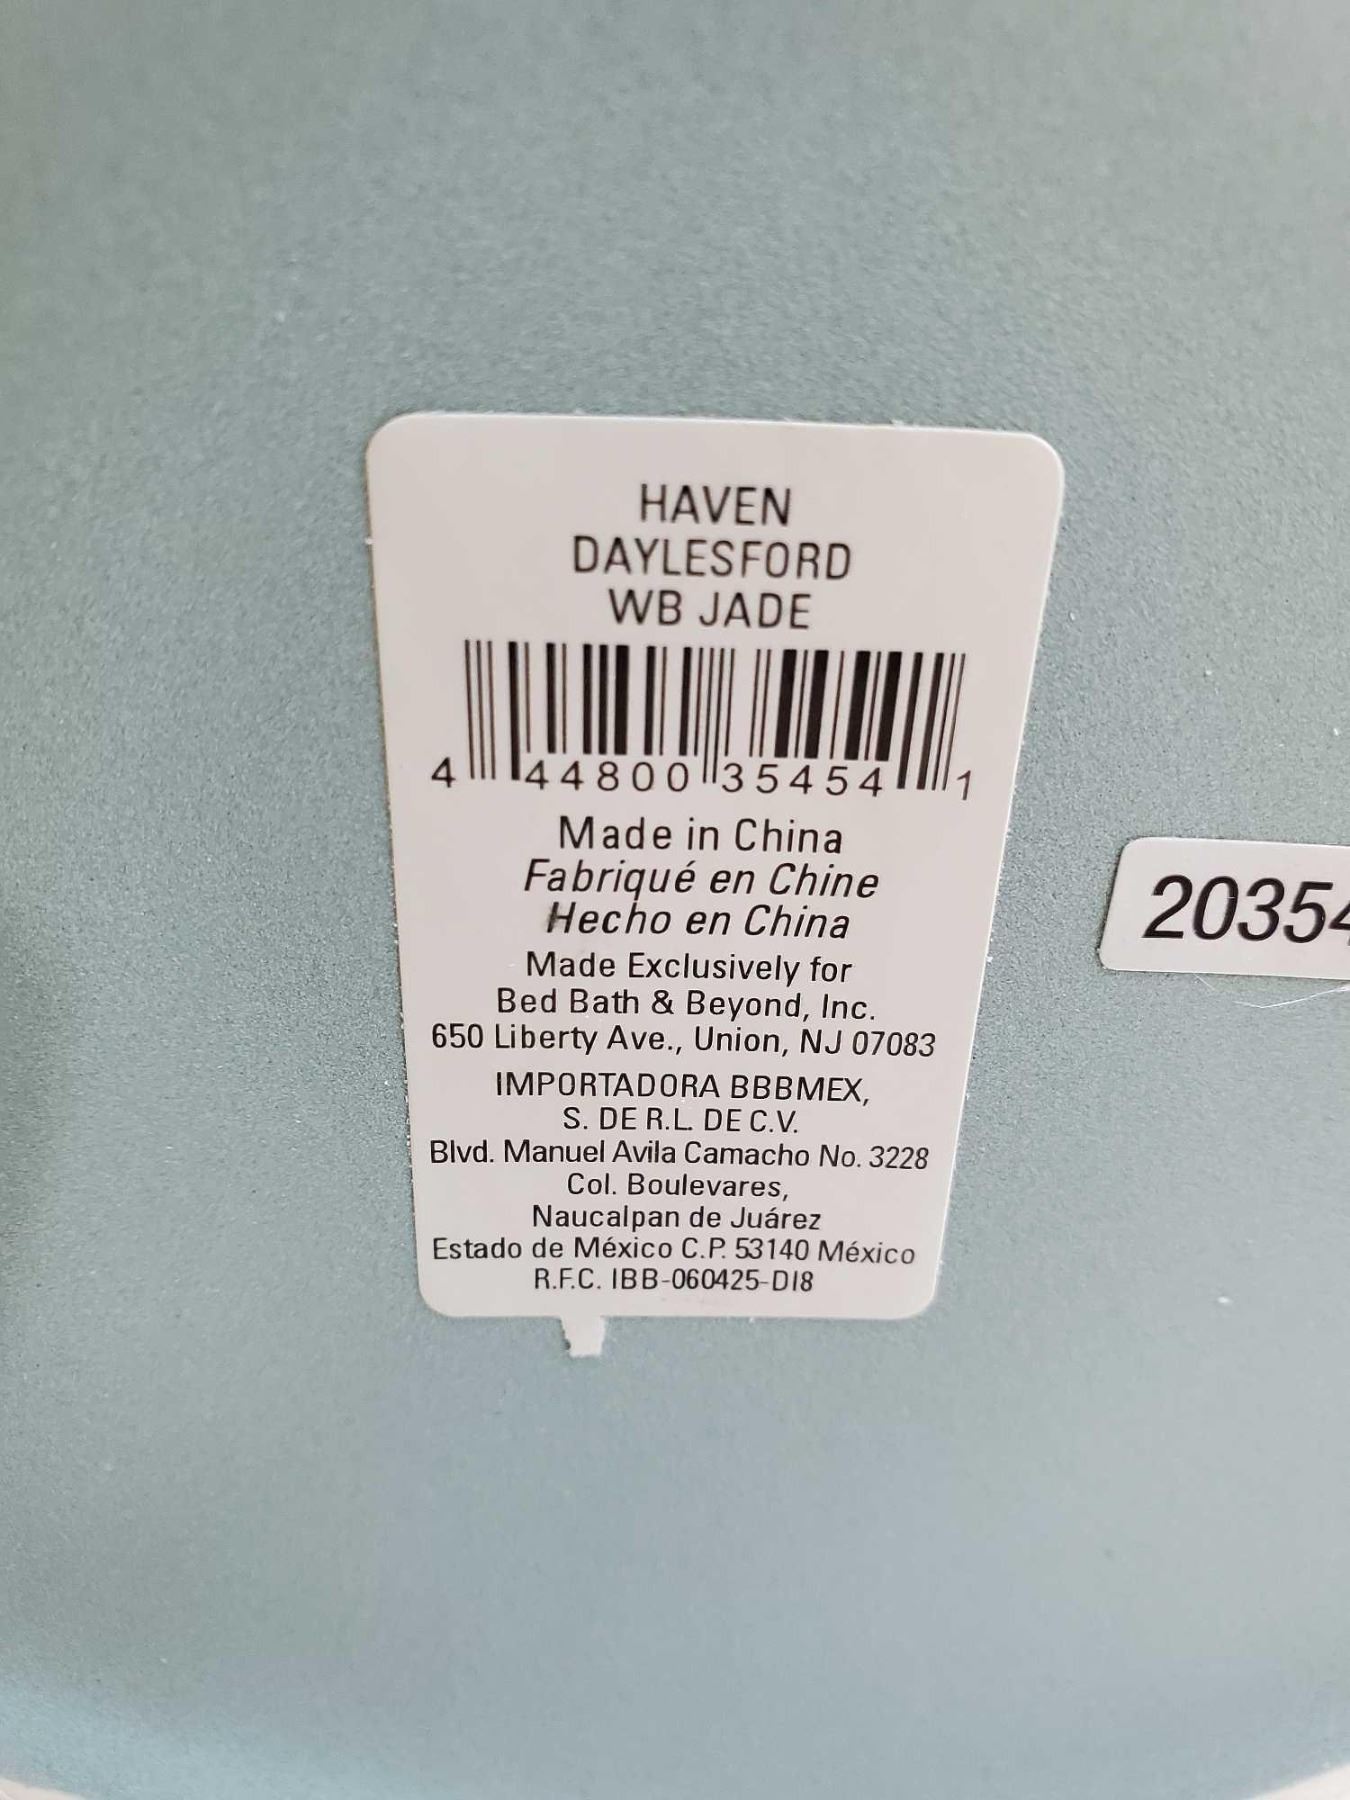 HAVEN
DAYLESFORD
WB JADE
4 44800 35454 1
Made in China
Fabriqué en Chine
Hecho en China
Made Exclusively for
Bed Bath & Beyond, Inc.
650 Liberty Ave., Union, NJ 07083
IMPORTADORA BBBMEX,
S. DE R.L. DE C.V.
Blvd. Manuel Avila Camacho No. 3228
Col. Boulevares,
Naucalpan de Juárez
Estado de México C.P. 53140 México
R.F.C. IBB-060425-DI8
20354